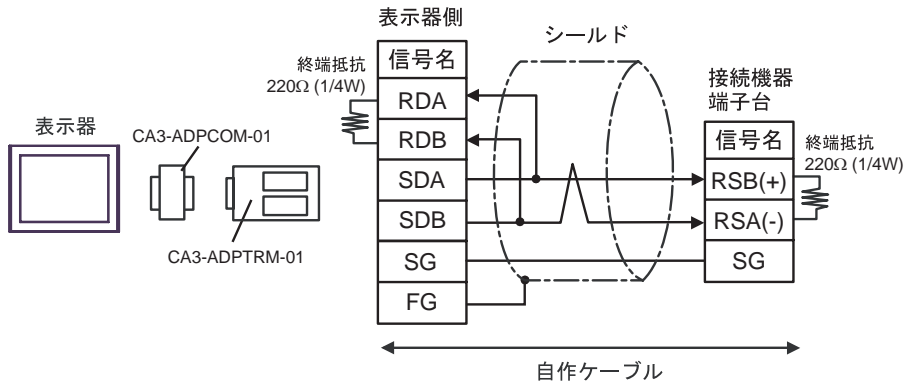 表示器側
シールド
信号名
終端抵抗
220Ω (1/4W)
RDA
RDB
SDA
SDB
SG
FG
表示器
CA3-ADPCOM-01
CA3-ADPTRM-01
接続機器
端子台
信号名
RSB(+)
RSA(-)
SG
終端抵抗
220Ω (1/4W)
自作ケーブル